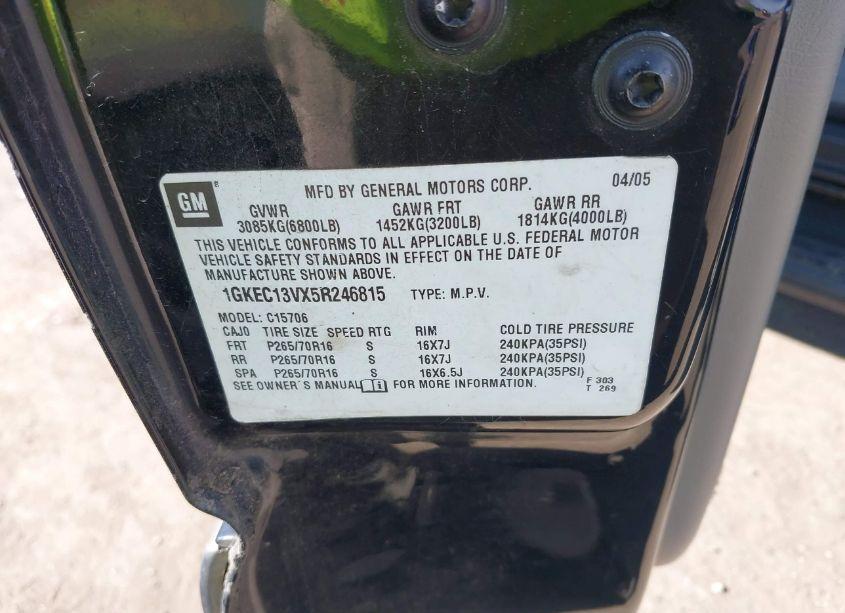 GM ®
MFD BY GENERAL MOTORS CORP. 04/05
GVWR GAWR FRT GAWR RR
3085KG(6800LB) 1452KG(3200LB) 1814KG(4000LB)
THIS VEHICLE CONFORMS TO ALL APPLICABLE U.S. FEDERAL MOTOR
VEHICLE SAFETY STANDARDS IN EFFECT ON THE DATE OF
MANUFACTURE SHOWN ABOVE.
1GKEC13VX5R246815 TYPE: M.P.V.
MODEL: C15706
CAJ0 TIRE SIZE SPEED RTG RIM COLD TIRE PRESSURE
FRT P265/70R16 S 16X7J 240KPA(35PSI)
RR P265/70R16 S 16X7J 240KPA(35PSI)
SPA P265/70R16 S 16X6.5J 240KPA(35PSI)
SEE OWNER'S MANUAL FOR MORE INFORMATION. F 303
T 269